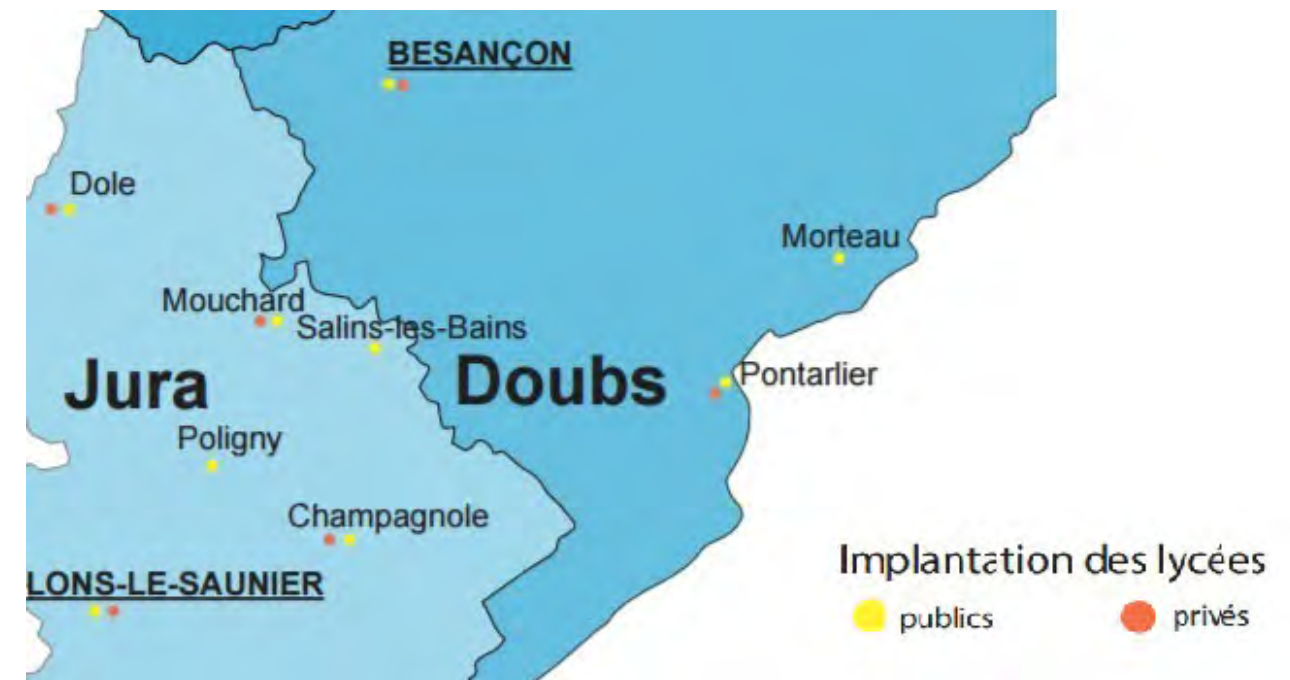 BESANÇON
Dole
Morteau
Mouchard
Salins-les-Bains
Jura
Doubs
Pontarlier
Poligny
Champagnole
LONS-LE-SAUNIER
Implantation des lycées
publics
privés